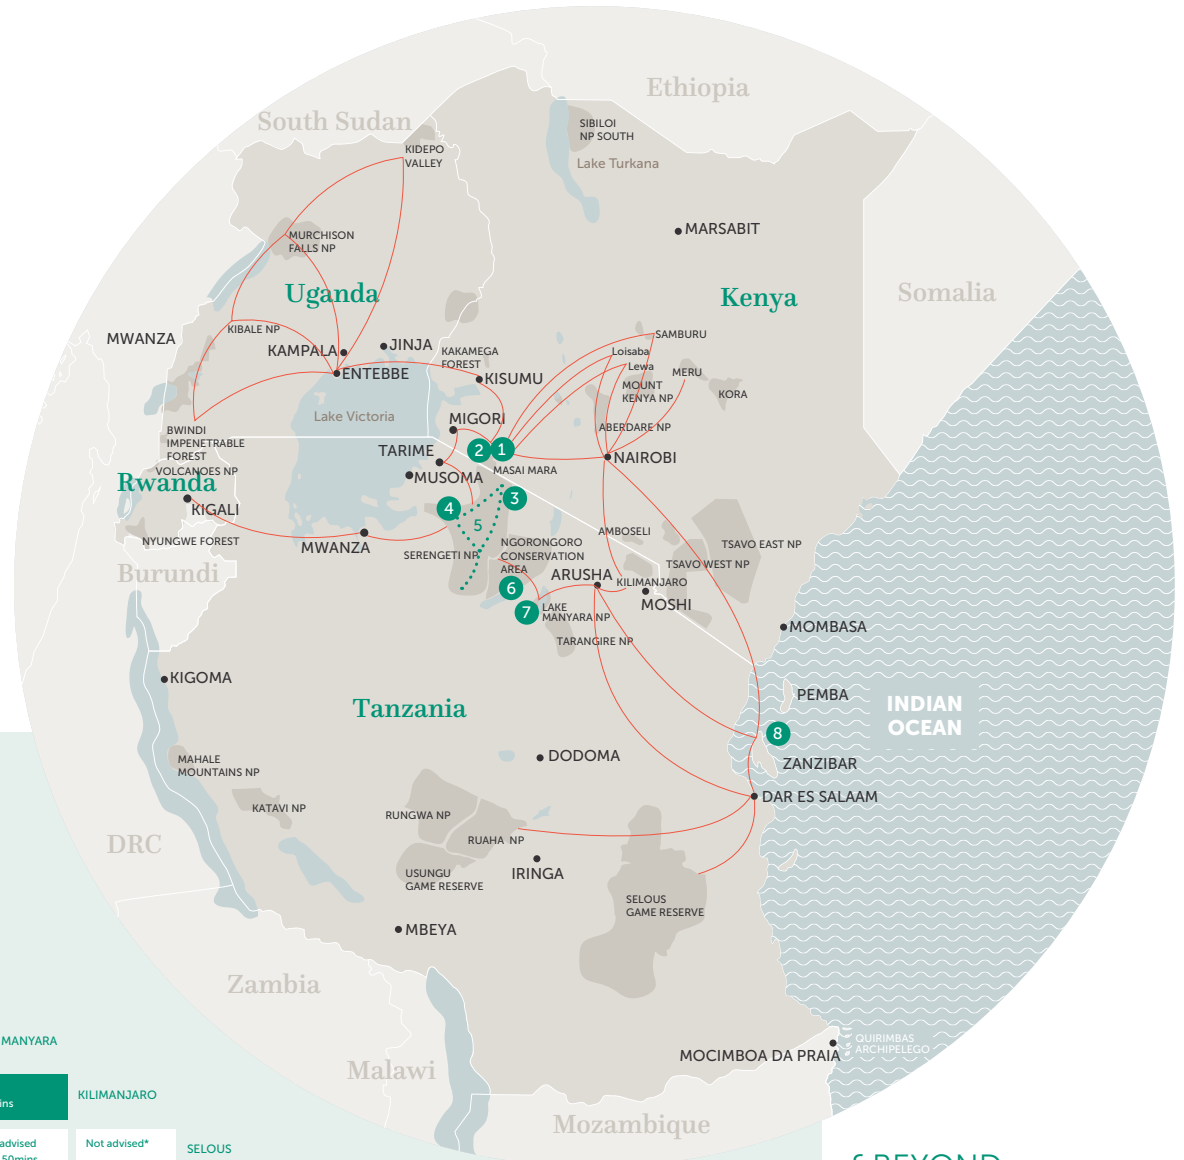 Ethiopia
South Sudan
SIBILOI
NP SOUTH
KIDEPO
VALLEY
Lake Turkana
MARSABIT
MURCHISON
FALLS NP
Uganda
Kenya
Somalia
KIBALE NP
MWANZA
KAMPALA
JINJA
KAKAMEGA
FOREST
SAMBURU
Loisaba
Lewa
MERU
ENTEBBE
KISUMU
MOUNT
KENYA NP
KORA
Lake Victoria
MIGORI
ABERDARE NP
BWINDI
IMPENETRABLE
FOREST
TARIME
2
1
NAIROBI
VOLCANOES NP
MASAI MARA
Rwanda
MUSOMA
3
KIGALI
4
5
AMBOSELI
NYUNGWE FOREST
MWANZA
SERENGETI NP
NGORONGORO
CONSERVATION
AREA
TSAVO EAST NP
TSAVO WEST NP
Burundi
ARUSHA
KILIMANJARO
6
MOSHI
7
LAKE
MANYARA NP
MOMBASA
TARANGIRE NP
KIGOMA
PEMBA
Tanzania
INDIAN
OCEAN
8
DODOMA
ZANZIBAR
MAHALE
MOUNTAINS NP
DAR ES SALAAM
KATAVI NP
RUNGWA NP
DRC
RUAHA NP
USUNGU
GAME RESERVE
IRINGA
SELOUS
GAME RESERVE
MBEYA
Zambia
MANYARA
QUIRIMBAS
ARCHIPELEGO
MOCIMBOA DA PRAIA
Malawi
KILIMANJARO
Mozambique
advised
50mins
Not advised*
SELOUS
BEYOND